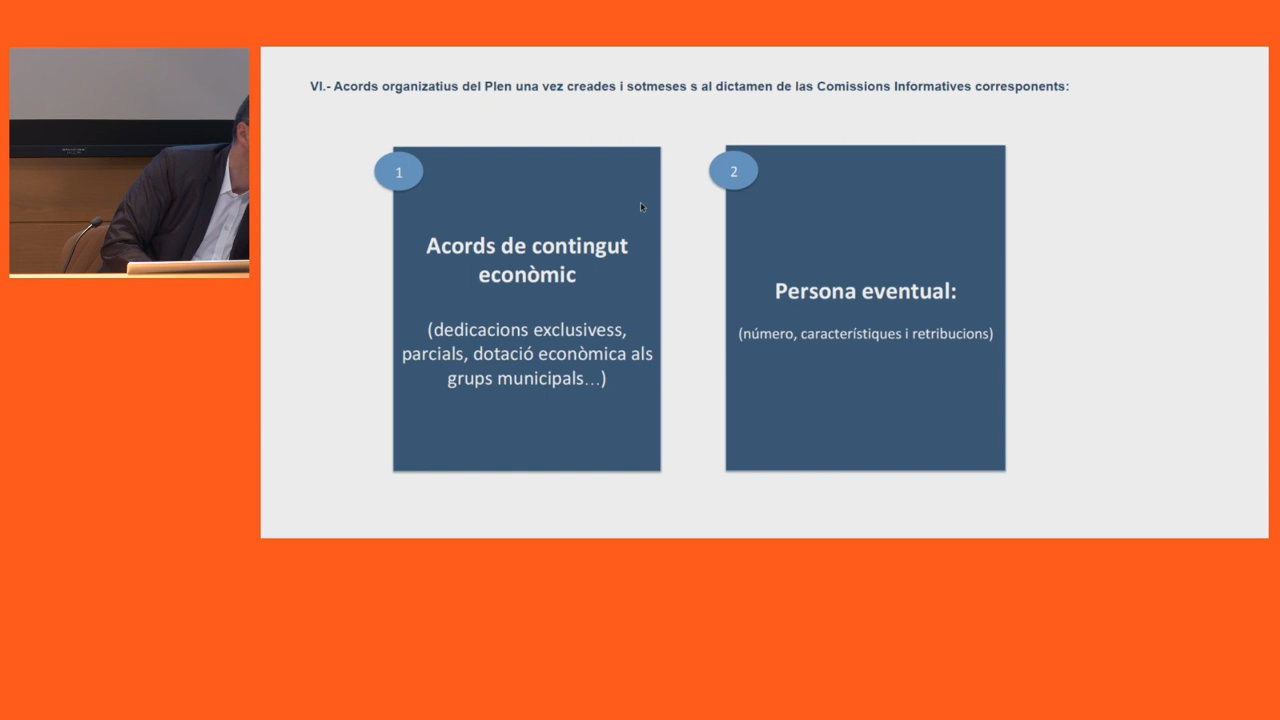 VI.- Acords organizatius del Plen una vez creades i sotmeses s al dictamen de las Comissions Informatives corresponents:
1
Acords de contingut
econòmic
(dedicacions exclusivess,
parcials, dotació econòmica als
grups municipals...)
2
Persona eventual:
(número, característiques i retribucions)